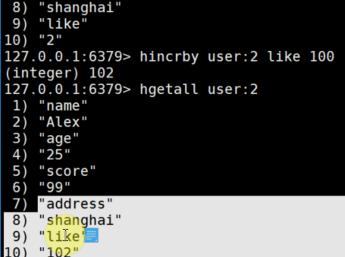 8) "shanghai"
9) "like"
10) "2"
127.0.0.1:6379> hincrby user:2 like 100
(integer) 102
127.0.0.1:6379> hgetall user:2
1) "name"
2) "Alex"
3) "age"
4) "25"
5) "score"
6) "99"
7) "address"
8) "shanghai"
9) "like"
10) "102"